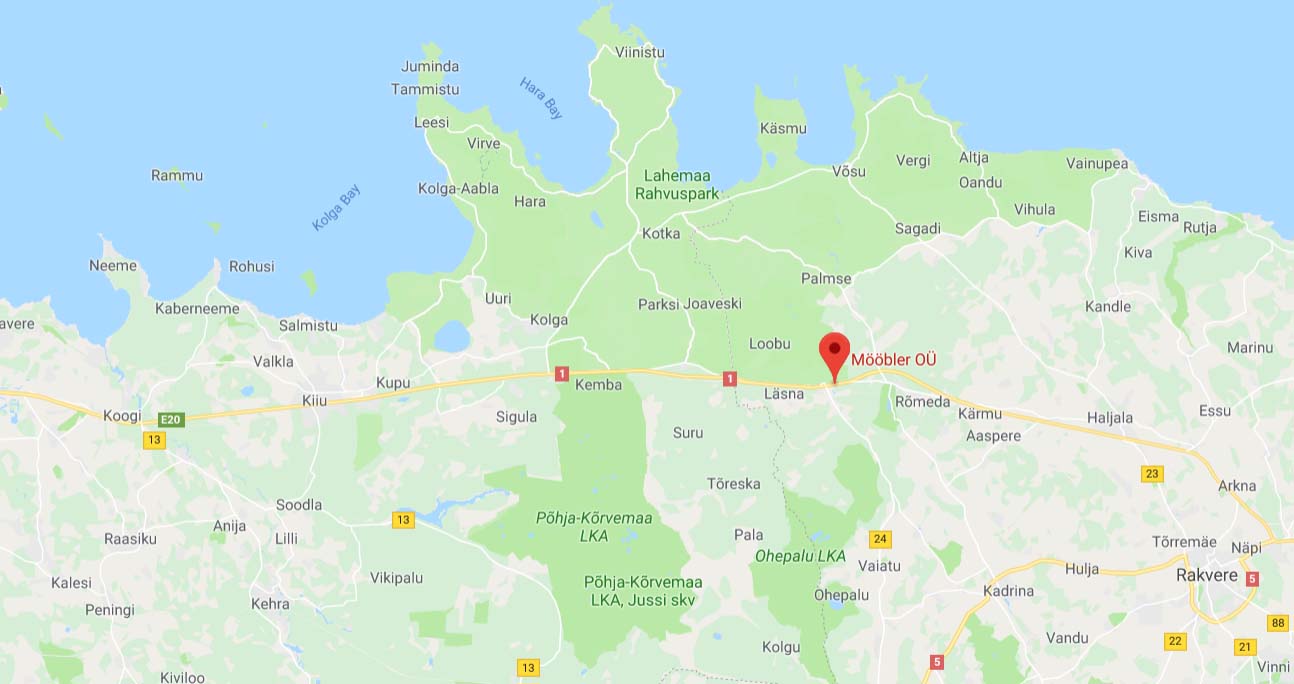 Viinistu
Juminda
Tammistu
Hara Bay
Leesi
Käsmu
Virve
Vergi
Altja
Vainupea
Rammu
Lahemaa
Rahvuspark
Võsu
Oandu
Kolga-Aabla
Hara
Kolga Bay
Vihula
Eisma
Rutja
Sagadi
Kotka
Kiva
Neeme
Rohusi
Palmse
Uuri
Parksi
Joaveski
Kandle
Kaberneeme
Kolga
Salmistu
avere
Loobu
Marinu
Valkla
Mööbler OÜ
1
1
Kupu
Kemba
Läsna
Kiiu
Rõmeda
Koogi
E20
Sigula
Kärmu
Haljala
Essu
13
Suru
Aaspere
23
Tõreska
Arkna
Soodla
13
Põhja-Kõrvemaa
LKA
Anija
Raasiku
Lilli
Pala
24
Tõrremäe
Näpi
Ohepalu LKA
Vaiatu
Hulja
Rakvere
5
Kalesi
Vikipalu
Põhja-Kõrvemaa
LKA, Jussi skv
Ohepalu
Kadrina
Peningi
Kehra
88
Vandu
22
21
Kolgu
5
13
Vinni
Kiviloo